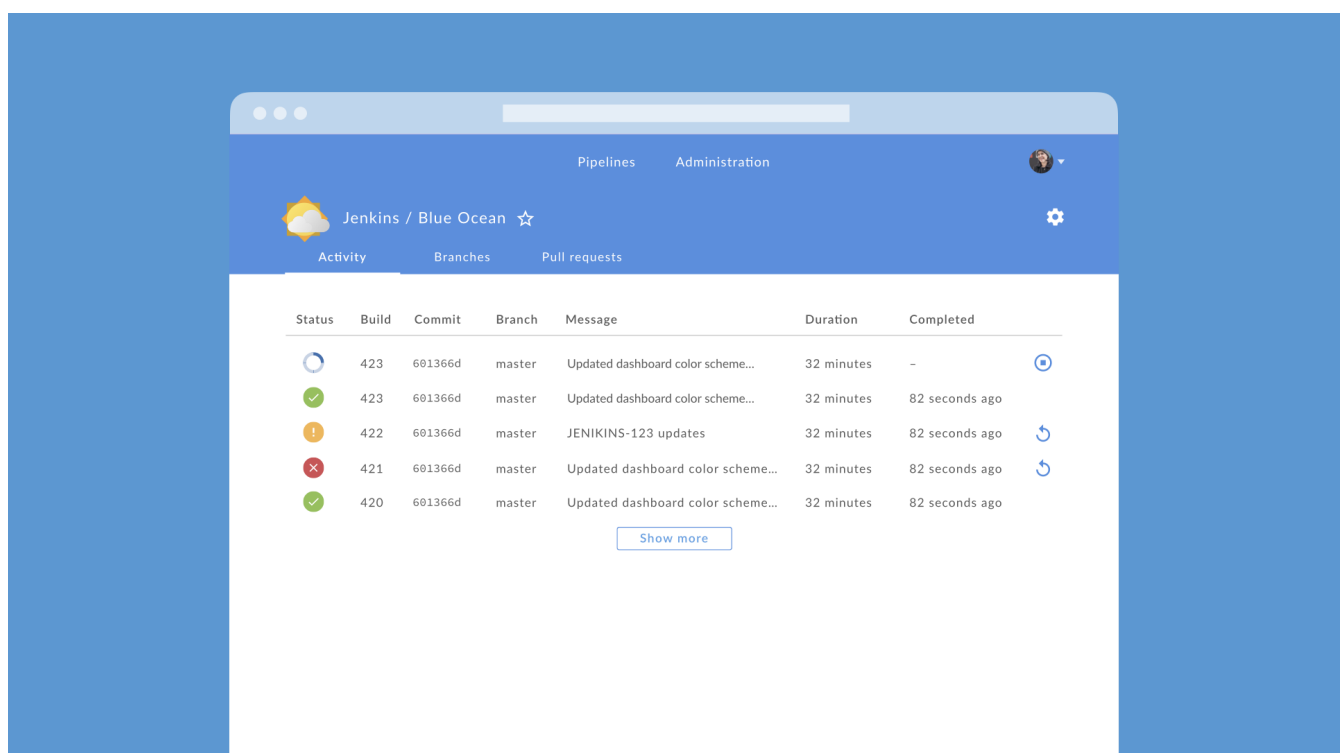 Pipelines Administration
Jenkins / Blue Ocean
Activity Branches Pull requests
Status Build Commit Branch Message Duration Completed
423 601366d master Updated dashboard color scheme... 32 minutes –
423 601366d master Updated dashboard color scheme... 32 minutes 82 seconds ago
422 601366d master JENIKINS-123 updates 32 minutes 82 seconds ago
421 601366d master Updated dashboard color scheme... 32 minutes 82 seconds ago
420 601366d master Updated dashboard color scheme... 32 minutes 82 seconds ago
Show more